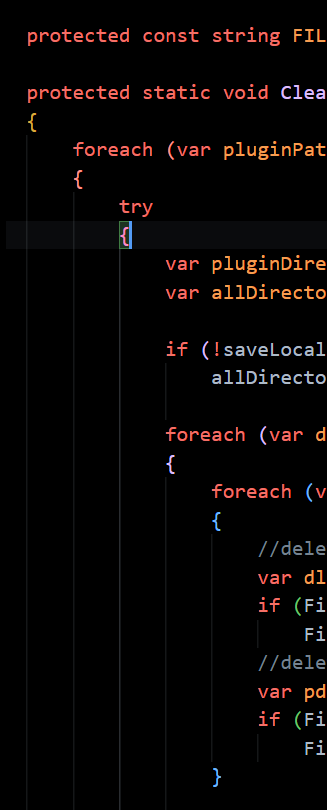 protected const string FIL
protected static void Clea
{
foreach (var pluginPat
{
try
{
var pluginDire
var allDirecto
if (!saveLocal
allDirecto
foreach (var d
{
foreach (v
{
//dele
var dl
if (Fi
Fi
//dele
var pd
if (Fi
Fi
}